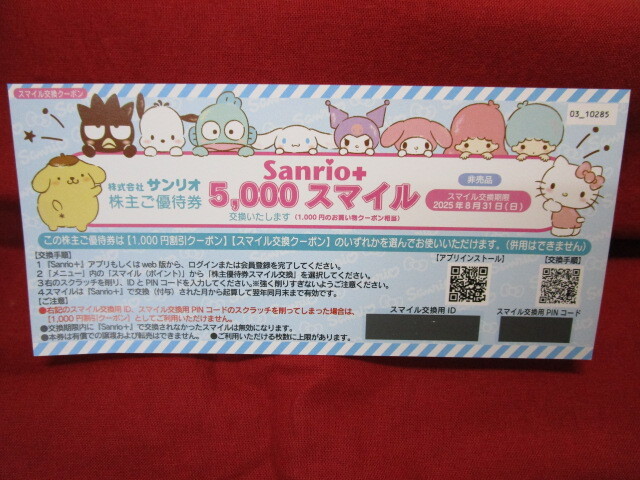 スマイル交換クーポン
03_10285
Sanrio+
非売品
株式会社 サンリオ
株主ご優待券
5,000 スマイル
交換いたします（1,000円のお買い物クーポン相当）
スマイル交換期限
2025年8月31日（日）
この株主ご優待券は【1,000円割引クーポン】【スマイル交換クーポン】のいずれかを選んでお使いいただけます。（併用はできません）
【交換手順】
1 「Sanrio+」アプリもしくはweb版から、ログインまたは会員登録を完了してください。
2 「メニュー」内の「スマイル（ポイント）」から「株主優待券スマイル交換」を選択してください。
3 右のスクラッチを削り、IDとPINコードを入力してください。※強く削りすぎないようご注意ください。
4 スマイルは「Sanrio+」で交換（付与）された月から起算して翌年同月末まで有効です。
【ご注意】
●右記のスマイル交換用ID、スマイル交換用PINコードのスクラッチを削ってしまった場合は、
【1,000円割引クーポン】としてご利用いただけません。
●交換期限内に「Sanrio+」で交換されなかったスマイルは無効になります。
●本券は有償での譲渡および転売はできません。 ●ご利用いただける枚数に上限があります。
【アプリインストール】
【交換手順】
スマイル交換用 ID
スマイル交換用 PIN コード